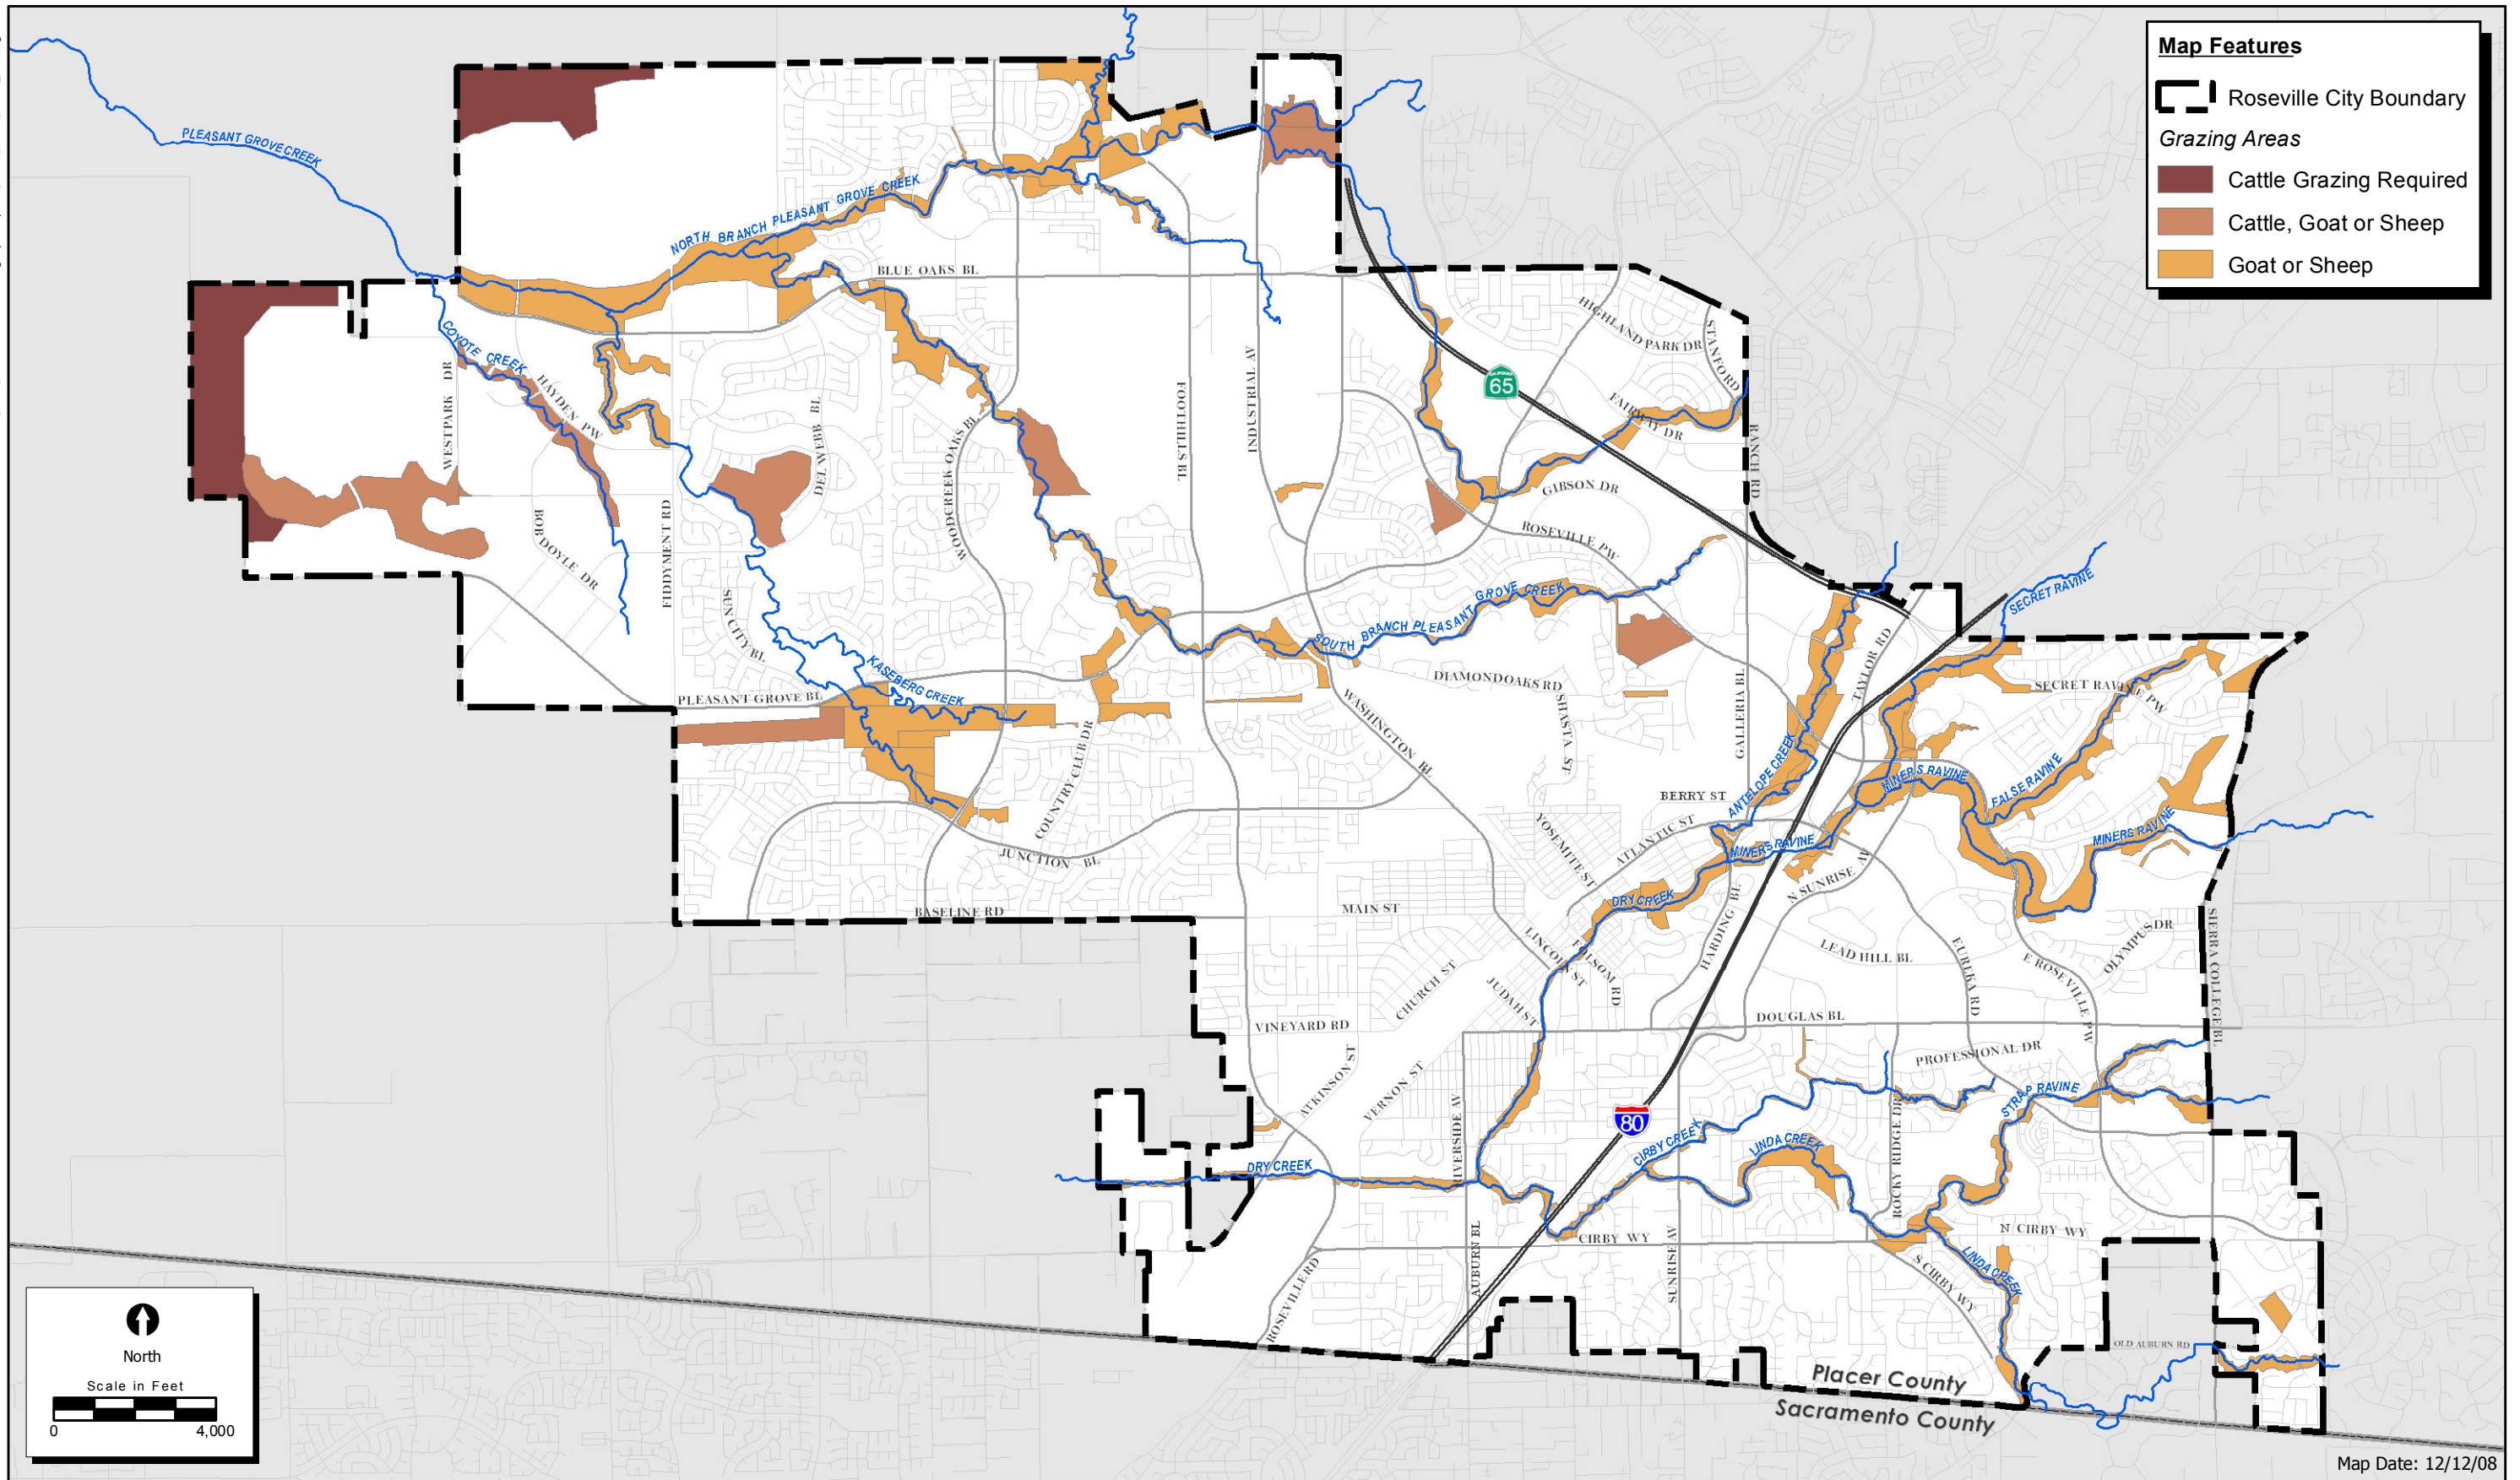 Map Features
Roseville City Boundary
Grazing Areas
Cattle Grazing Required
Cattle, Goat or Sheep
Goat or Sheep
PLEASANT GROVE CREEK
NORTH BRANCH PLEASANT GROVE CREEK
BLUE OAKS BL
HIGHLAND PARK DR
STANFORD
RANCH RD
COYOTE CREEK
HAYDEN PW
WESTPARK DR
DEL WEBB BL
WOODCREEK OAKS BL
FOOTHILLS BL
INDUSTRIAL AV
CALIFORNIA
65
FAIRWAY DR
GIBSON DR
ROSEVILLE PW
BOB DOYLE DR
FIDDYMENT RD
SUN CITY BL
KASEBERG CREEK
PLEASANT GROVE BL
SOUTH BRANCH PLEASANT GROVE CREEK
DIAMONDOAKS RD
SHASTA ST
WASHINGTON BL
GALLERIA BL
TAYLOR RD
SECRET RAVINE
SECRET RAVINE PW
ANTELOPE CREEK
MINERS RAVINE
FALSE RAVINE
MINERS RAVINE
MINERS RAVINE
COUNTRY CLUB DR
JUNCTION BL
BASELINE RD
BERRY ST
YOSEMITE ST
ATLANTIC ST
N SUNRISE AV
DRY CREEK
HARDING BL
MAIN ST
LINCOLN ST
FOLSOM RD
CHURCH ST
JUDAH ST
LEAD HILL BL
EUREKA RD
E ROSEVILLE PW
OLYMPUS DR
SIERRA COLLEGE BL
VINEYARD RD
DOUGLAS BL
PROFESSIONAL DR
ATKINSON ST
VERNON ST
RIVERSIDE AV
80
CIRBY CREEK
LINDA CREEK
ROCKY RIDGE DR
STRAP RAVINE
DRY CREEK
AUBURN BL
CIRBY WY
SUNRISE AV
N CIRBY WY
S CIRBY WY
LINDA CREEK
ROSEVILLE RD
OLD AUBURN RD
Placer County
Sacramento County
North
Scale in Feet
0 4,000
Map Date: 12/12/08